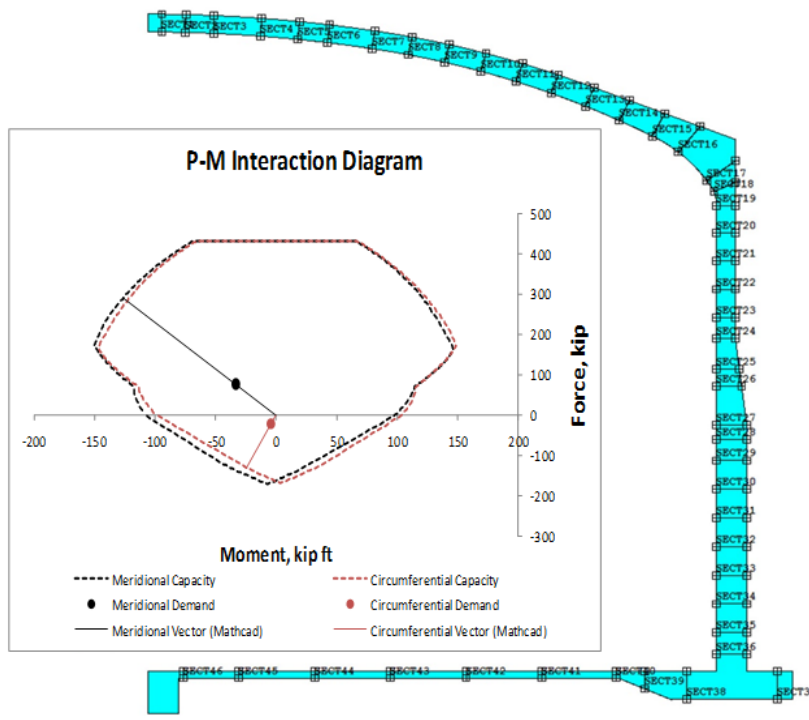 SECT3
SECT4
SECT5
SECT6
SECT7
SECT8
SECT9
SECT10
SECT11
SECT12
SECT13
SECT14
SECT15
SECT16
SECT17
SECT18
SECT19
SECT20
SECT21
SECT22
SECT23
SECT24
SECT25
SECT26
SECT27
SECT28
SECT29
SECT30
SECT31
SECT32
SECT33
SECT34
SECT35
SECT36
P-M Interaction Diagram
500
400
300
200
100
0
-100
-200
-300
Force, kip
-200 -150 -100 -50 0 50 100 150 200
Moment, kip ft
Meridional Capacity Circumferential Capacity
Meridional Demand Circumferential Demand
Meridional Vector (Mathcad) Circumferential Vector (Mathcad)
SECT46 SECT45 SECT44 SECT43 SECT42 SECT41
SECT39
SECT38